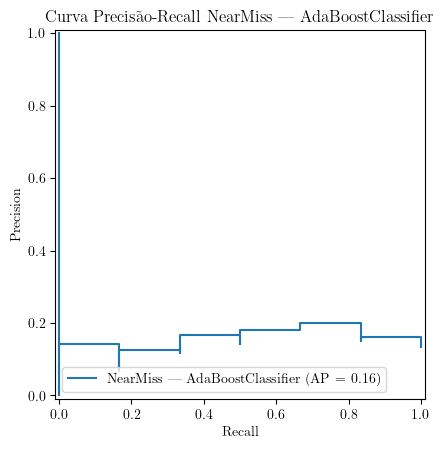 Curva Precisão-Recall NearMiss — AdaBoostClassifier
1.0
0.8
0.6
0.4
0.2
0.0
Precision
NearMiss — AdaBoostClassifier (AP = 0.16)
0.0 0.2 0.4 0.6 0.8 1.0
Recall